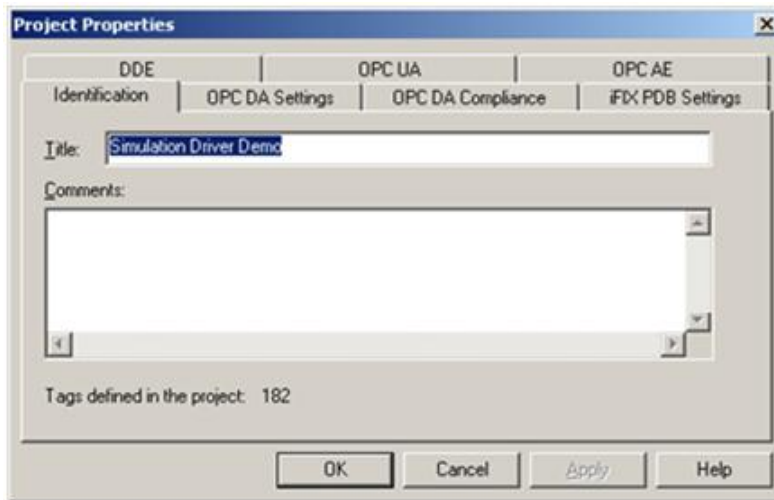 Project Properties
DDE OPC UA OPC AE
Identification OPC DA Settings OPC DA Compliance iFIX PDB Settings
Title: Simulation Driver Demo
Comments:
Tags defined in the project: 182
OK Cancel Apply Help